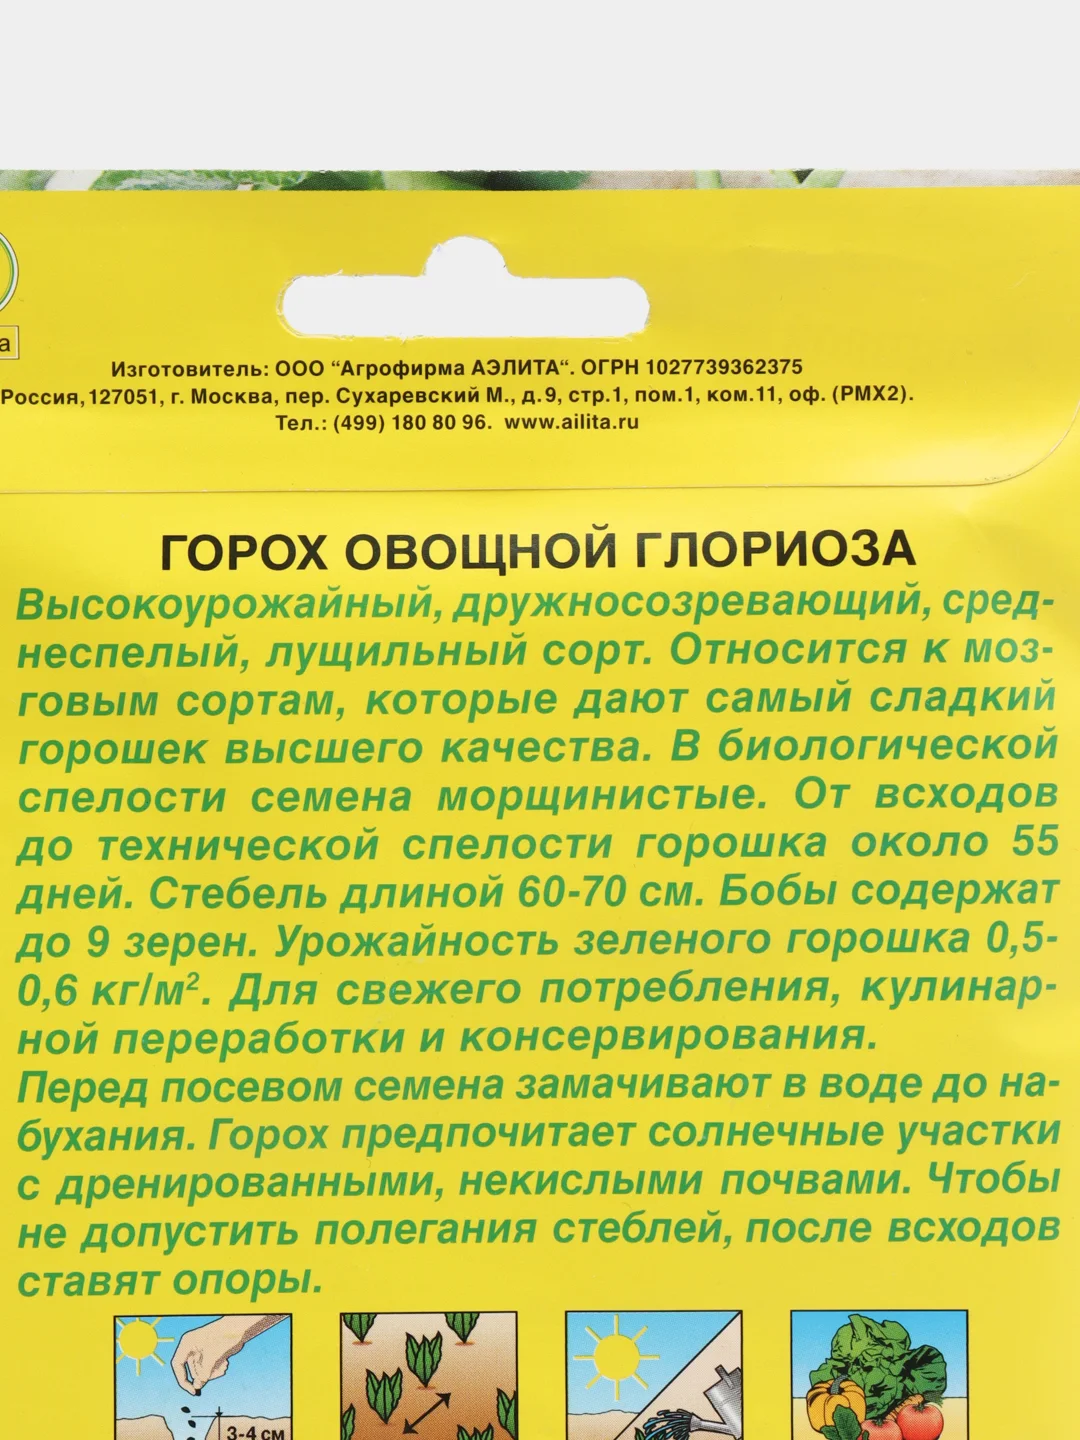 а
Изготовитель: ООО “Агрофирма АЭЛИТА“. ОГРН 1027739362375
Россия, 127051, г. Москва, пер. Сухаревский М., д.9, стр.1, пом.1, ком.11, оф. (РМХ2).
Тел.: (499) 180 80 96. www.ailita.ru
ГОРОХ ОВОЩНОЙ ГЛОРИОЗА
Высокоурожайный, дружносозревающий, сред-
неспелый, лущильный сорт. Относится к моз-
говым сортам, которые дают самый сладкий
горошек высшего качества. В биологической
спелости семена морщинистые. От всходов
до технической спелости горошка около 55
дней. Стебель длиной 60-70 см. Бобы содержат
до 9 зерен. Урожайность зеленого горошка 0,5-
0,6 кг/м². Для свежего потребления, кулинар-
ной переработки и консервирования.
Перед посевом семена замачивают в воде до на-
бухания. Горох предпочитает солнечные участки
с дренированными, некислыми почвами. Чтобы
не допустить полегания стеблей, после всходов
ставят опоры.
3-4 см